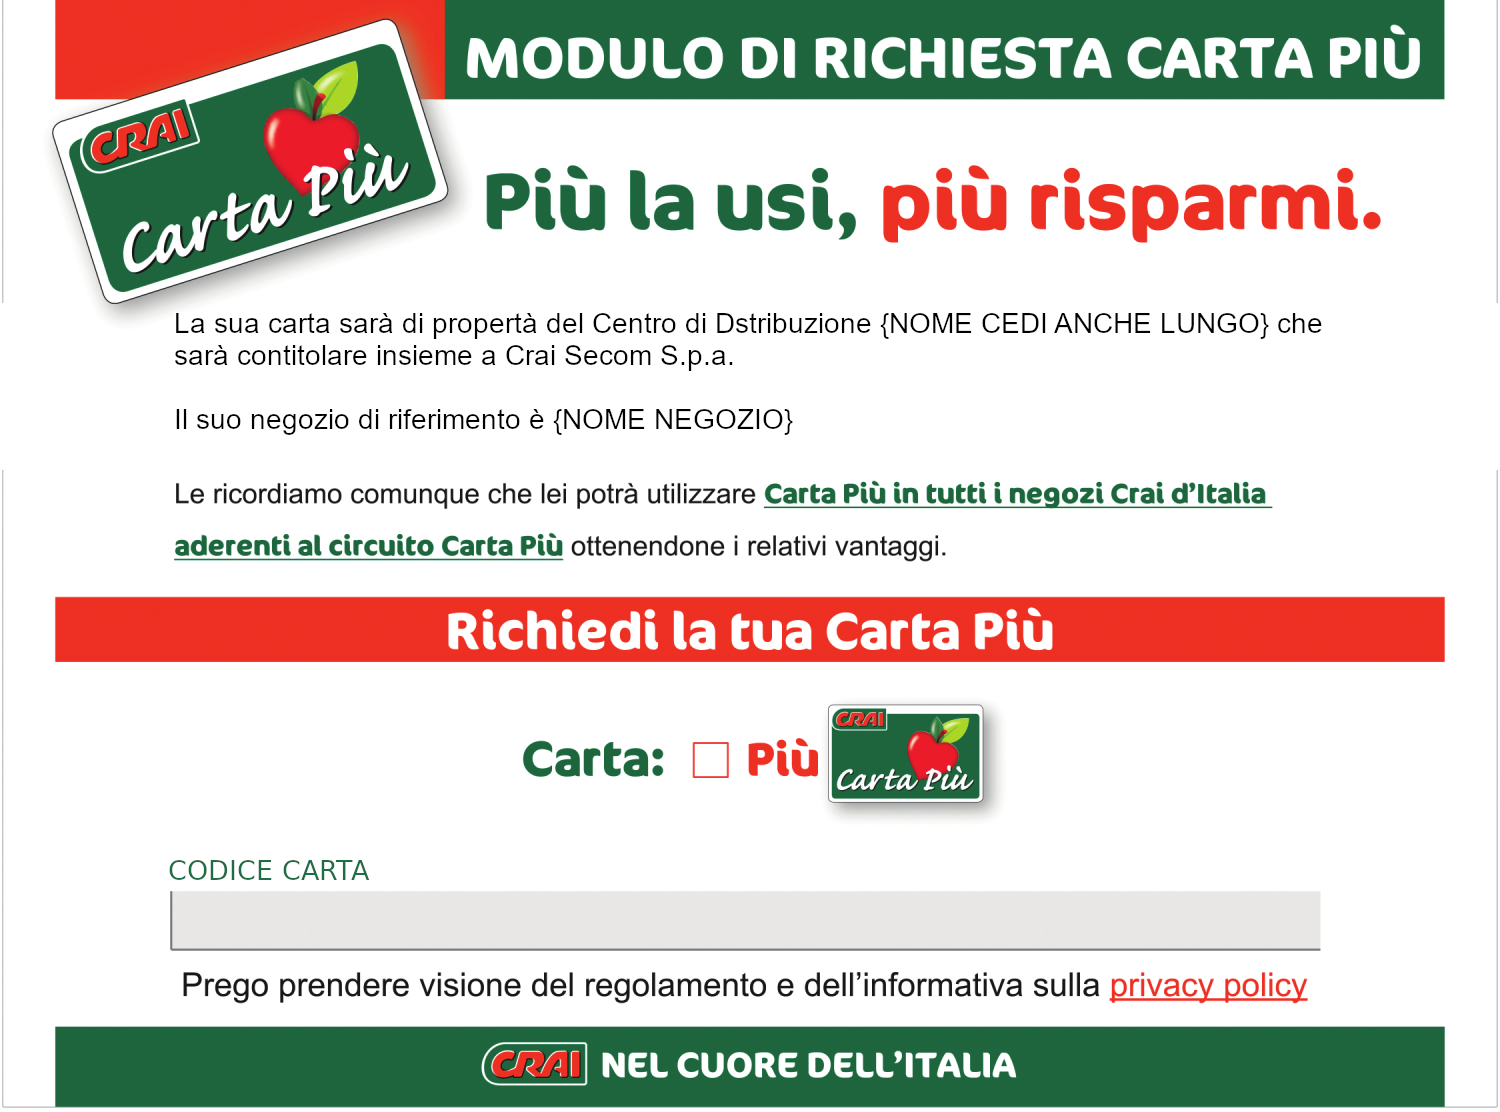 MODULO DI RICHIESTA CARTA PIÙ
CRAI
Carta Più
Più la usi, più risparmi.
La sua carta sarà di propertà del Centro di Dstribuzione {NOME CEDI ANCHE LUNGO} che
sarà contitolare insieme a Crai Secom S.p.a.
Il suo negozio di riferimento è {NOME NEGOZIO}
Le ricordiamo comunque che lei potrà utilizzare Carta Più in tutti i negozi Crai d’Italia
aderenti al circuito Carta Più ottenendone i relativi vantaggi.
Richiedi la tua Carta Più
Carta: Più
CRAI
Carta Più
CODICE CARTA
Prego prendere visione del regolamento e dell’informativa sulla privacy policy
CRAI NEL CUORE DELL’ITALIA